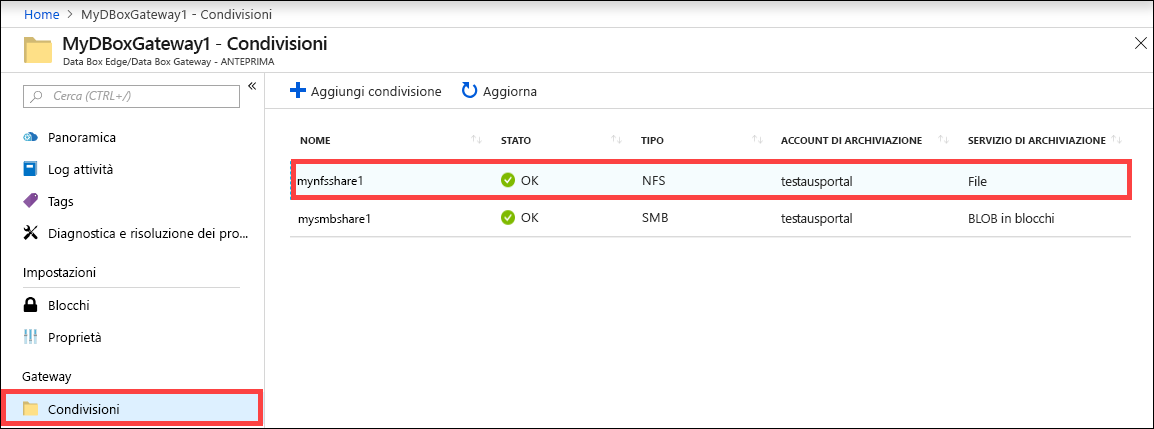 Home > MyDBoxGateway1 - Condivisioni
MyDBoxGateway1 - Condivisioni
Data Box Edge/Data Box Gateway - ANTEPRIMA
Cerca (CTRL+/)
Panoramica
Log attività
Tags
Diagnostica e risoluzione dei pro...
Impostazioni
Blocchi
Proprietà
Gateway
Condivisioni
Aggiungi condivisione Aggiorna
NOME STATO TIPO ACCOUNT DI ARCHIVIAZIONE SERVIZIO DI ARCHIVIAZIONE
mynfsshare1 OK NFS testausportal File
mysmbshare1 OK SMB testausportal BLOB in blocchi